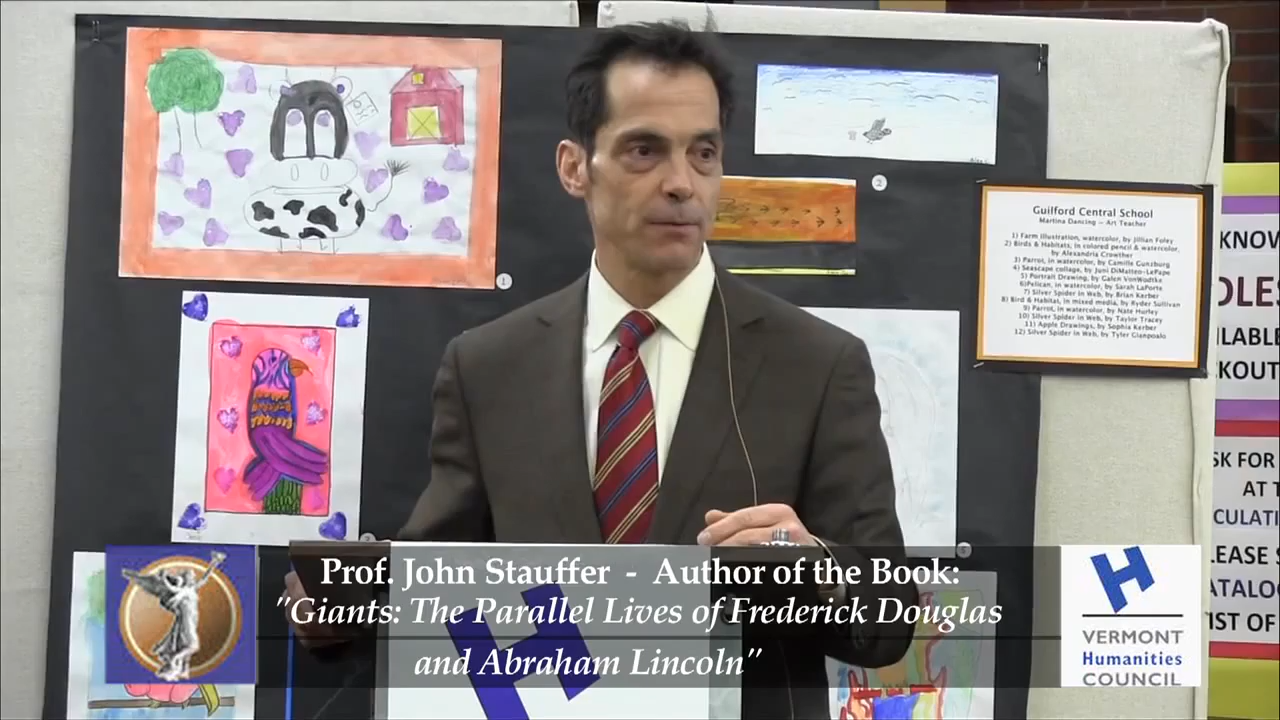 Guilford Central School
Martina Dancing – Art Teacher
1) Farm Illustration, watercolor, by Jillian Foley
2) Birds & Habitats, in colored pencil & watercolor,
by Alexandria Crowther
3) Parrot, in watercolor, by Camille Gunzburg
4) Seascape collage, by Juni DiMatteo-LePape
5) Portrait Drawing, by Galen VonWodtke
6)Pelican, in watercolor, by Sarah LaPorte
7) Silver Spider in Web, by Brian Kerber
8) Bird & Habitat, in mixed media, by Ryder Sullivan
9) Parrot, in watercolor, by Nate Hurley
10) Silver Spider in Web, by Taylor Tracey
11) Apple Drawings, by Sophia Kerber
12) Silver Spider in Web, by Tyler Gianpoalo
1
2
KNOW
OLES
ILABLE
KOUT
SK FOR
AT T
CULATI
LEASE S
ATALOG
IST OF
Prof. John Stauffer - Author of the Book:
"Giants: The Parallel Lives of Frederick Douglas
and Abraham Lincoln"
H
VERMONT
Humanities
COUNCIL